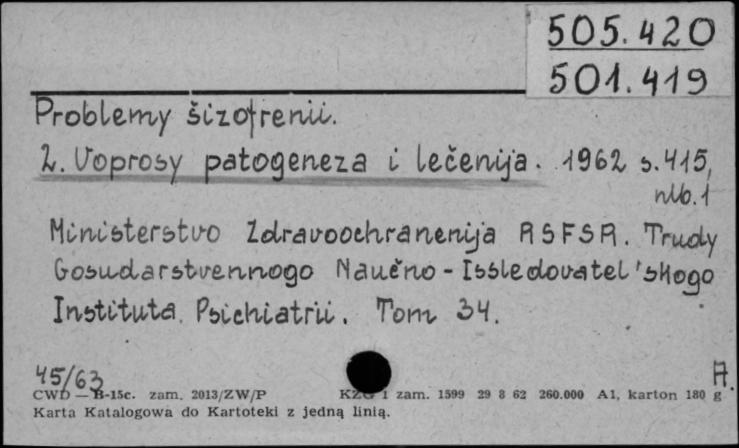 505.420
501.419
Problemy šizofrenii.
2. Voprosy patogeneza i lečenija. 1962 s.415,
nlb.1
Ministerstvo Zdravoochranenija RSFSR. Trudy
Gosudarstvennogo Naučno-Issledovatel'skogo
Instituta Psichiatrii. Tom 34.
45/63
A.
CWD — B-15c. zam. 2013/ZW/P KZG 1 zam. 1599 29 8 62 260.000 A1, karton 180 g
Karta Katalogowa do Kartoteki z jedną linią.